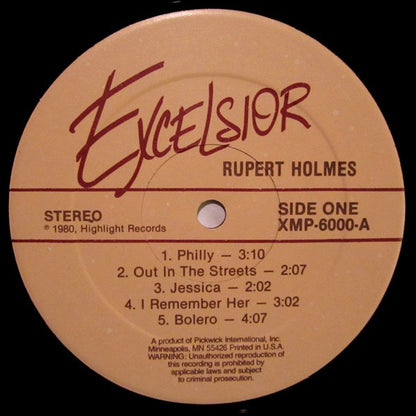 EXCELSIOR
RUPERT HOLMES
STEREO
℗ 1980, Highlight Records
SIDE ONE
XMP-6000-A
1. Philly — 3:10
2. Out In The Streets — 2:07
3. Jessica — 2:02
4. I Remember Her — 3:02
5. Bolero — 4:07
A product of Pickwick International, Inc.
Minneapolis, MN 55426 Printed in U.S.A.
WARNING: Unauthorized reproduction of
this recording is prohibited by
applicable laws and subject
to criminal prosecution.